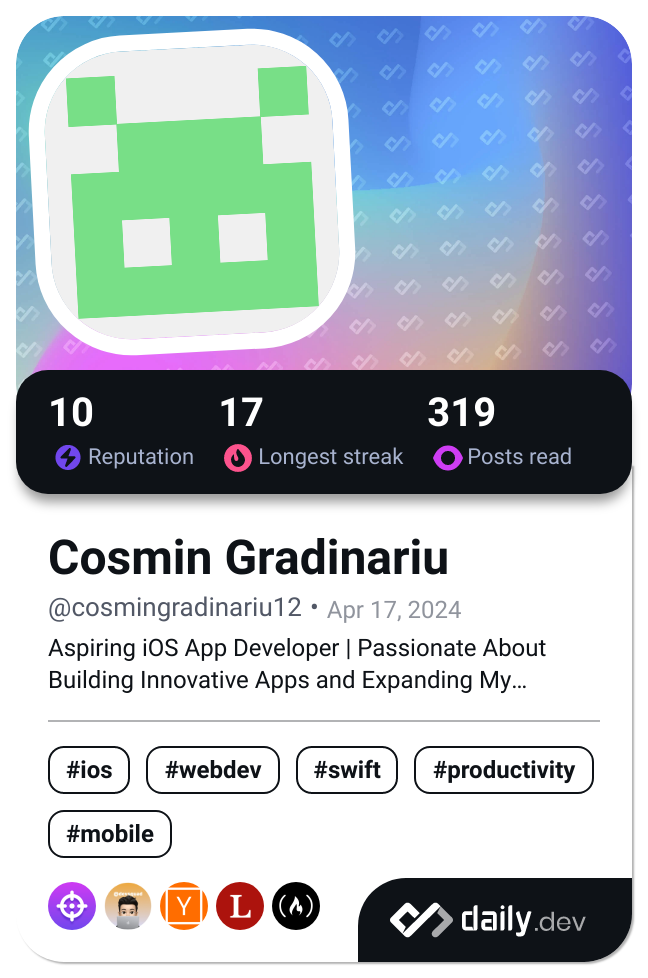 10 17 319
Reputation Longest streak Posts read
Cosmin Gradinariu
@cosmingradinariu12 • Apr 17, 2024
Aspiring iOS App Developer | Passionate About
Building Innovative Apps and Expanding My…
#ios #webdev #swift #productivity
#mobile
Y L
daily.dev